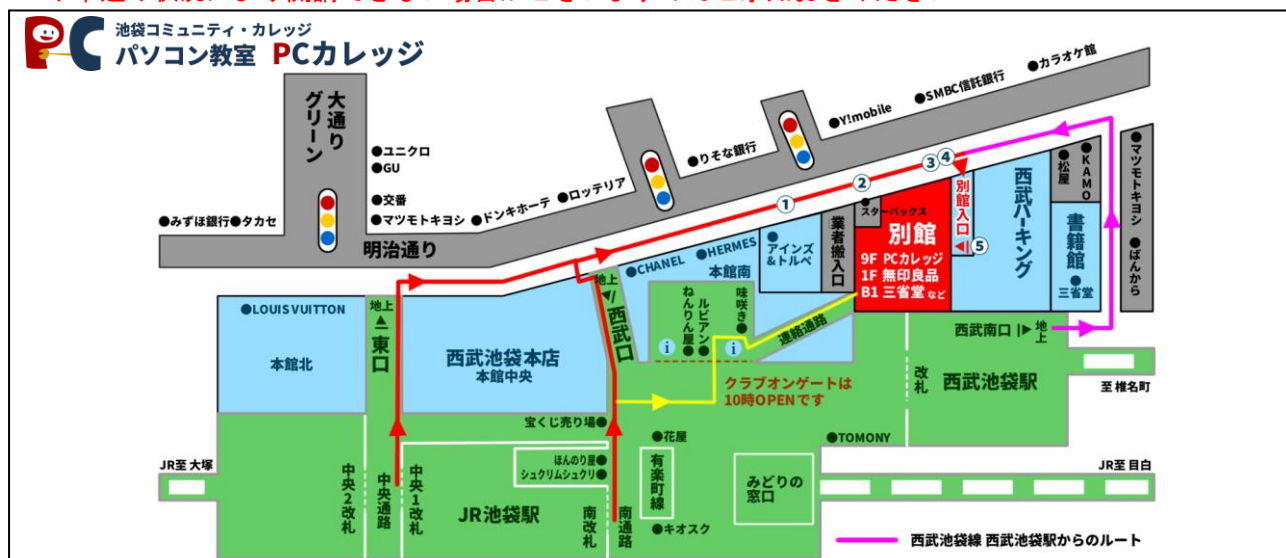 池袋コミュニティ・カレッジ
PC パソコン教室 PCカレッジ
大通り
グリーン
●ユニクロ
●GU
●交番
●マツモトキヨシ
●ドンキホーテ
●ロッテリア
●りそな銀行
●Y!mobile
●SMBC信託銀行
●カラオケ館
●みずほ銀行
●タカセ
明治通り
①
②
③
④
⑤
別館入口
スターバックス
別館
9F PCカレッジ
1F 無印良品
B1 三省堂 など
業者搬入口
●アインズ
&トルペ
●HERMES
●CHANEL
本館南
西武パーキング
●松屋
●KAMO
書籍館
●三省堂
●マツモトキヨシ
●ばんから
●LOUIS VUITTON
本館北
地上
東口
西武池袋本店
本館中央
地上
西武口
ねんりん屋●
ルビアン●
味咲き●
i
i
連絡通路
クラブオンゲートは
10時OPENです
西武南口
地上
改札
西武池袋駅
至 椎名町
宝くじ売り場●
●花屋
●TOMONY
ほんのり屋●
シュクリムシュクリ●
有楽町線
みどりの
窓口
JR至 大塚
JR至 目白
中央2改札
中央通路
中央1改札
JR池袋駅
南改札
南通路
●キオスク
西武池袋線 西武池袋駅からのルート